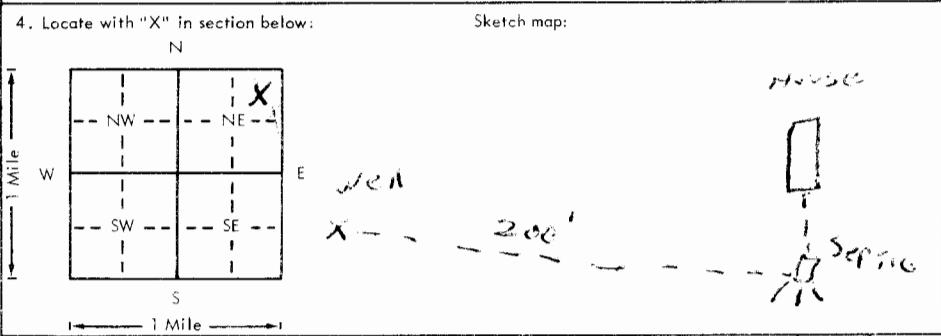 4. Locate with "X" in section below:
Sketch map:
N
House
X
NW
NE
1 Mile
W
E
Well
SW
SE
X
200'
Septic
S
1 Mile